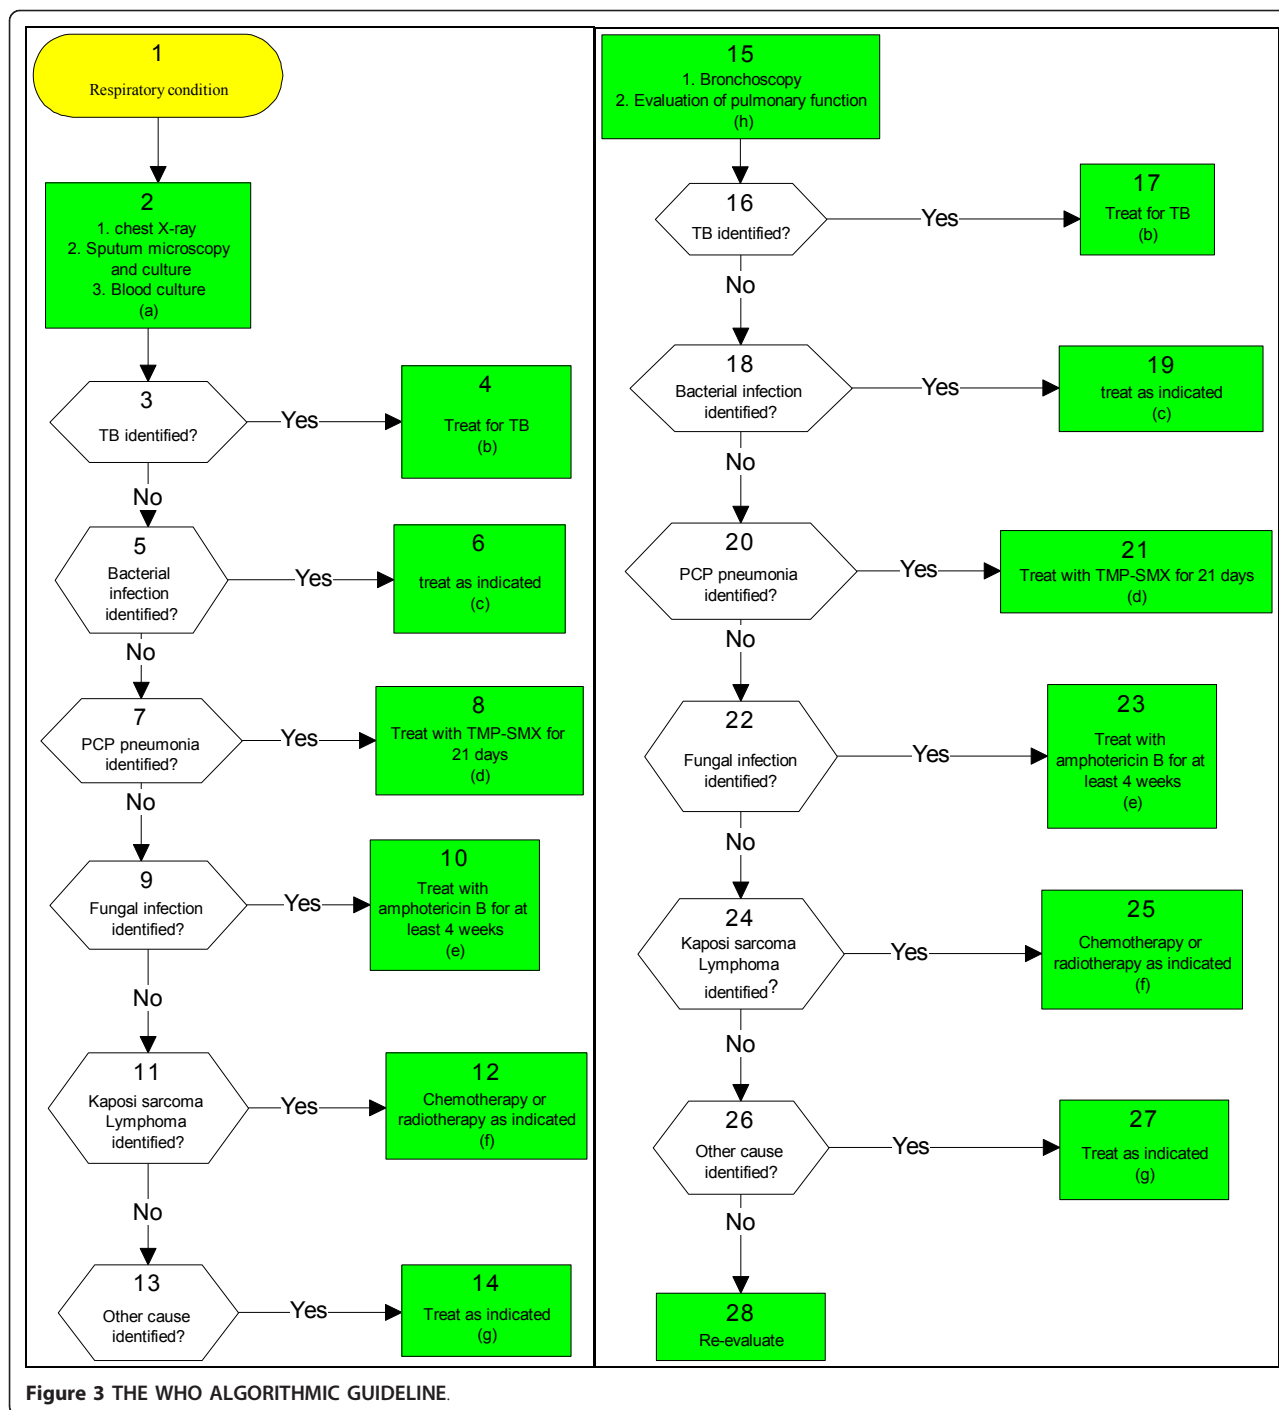 1
Respiratory condition
2
1. chest X-ray
2. Sputum microscopy
and culture
3. Blood culture
(a)
3
TB identified?
Yes
4
Treat for TB
(b)
No
5
Bacterial
infection
identified?
Yes
6
treat as indicated
(c)
No
7
PCP pneumonia
identified?
Yes
8
Treat with TMP-SMX for
21 days
(d)
No
9
Fungal infection
identified?
Yes
10
Treat with
amphotericin B for at
least 4 weeks
(e)
No
11
Kaposi sarcoma
Lymphoma
identified?
Yes
12
Chemotherapy or
radiotherapy as indicated
(f)
No
13
Other cause
identified?
Yes
14
Treat as indicated
(g)
15
1. Bronchoscopy
2. Evaluation of pulmonary function
(h)
16
TB identified?
Yes
17
Treat for TB
(b)
No
18
Bacterial infection
identified?
Yes
19
treat as indicated
(c)
No
20
PCP pneumonia
identified?
Yes
21
Treat with TMP-SMX for 21 days
(d)
No
22
Fungal infection
identified?
Yes
23
Treat with
amphotericin B for at
least 4 weeks
(e)
No
24
Kaposi sarcoma
Lymphoma
identified?
Yes
25
Chemotherapy or
radiotherapy as indicated
(f)
No
26
Other cause
identified?
Yes
27
Treat as indicated
(g)
No
28
Re-evaluate
Figure 3 THE WHO ALGORITHMIC GUIDELINE.